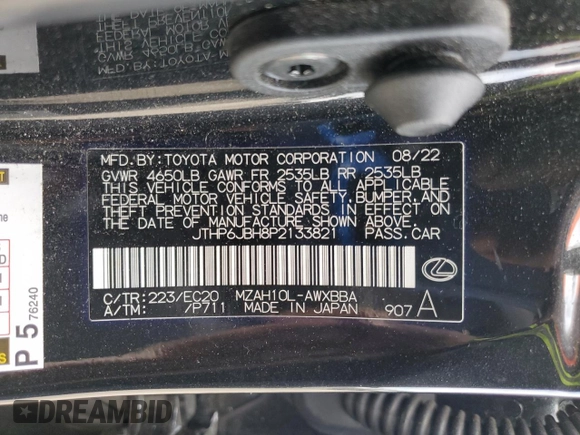 MFD.BY:TOYOTA MOTOR CORPORATION 08/22
GVWR 4650LB GAWR FR 2535LB RR 2535LB
THIS VEHICLE CONFORMS TO ALL APPLICABLE
FEDERAL MOTOR VEHICLE SAFETY,BUMPER,AND
THEFT PREVENTION STANDARDS IN EFFECT ON
THE DATE OF MANUFACTURE SHOWN ABOVE.
JTHP6JBH8P2133821 PASS.CAR
C/TR:223/EC20 MZAH10L-AWXBBA
A/TM: /P711 MADE IN JAPAN 907 A
P 5 76240
DREAMBID